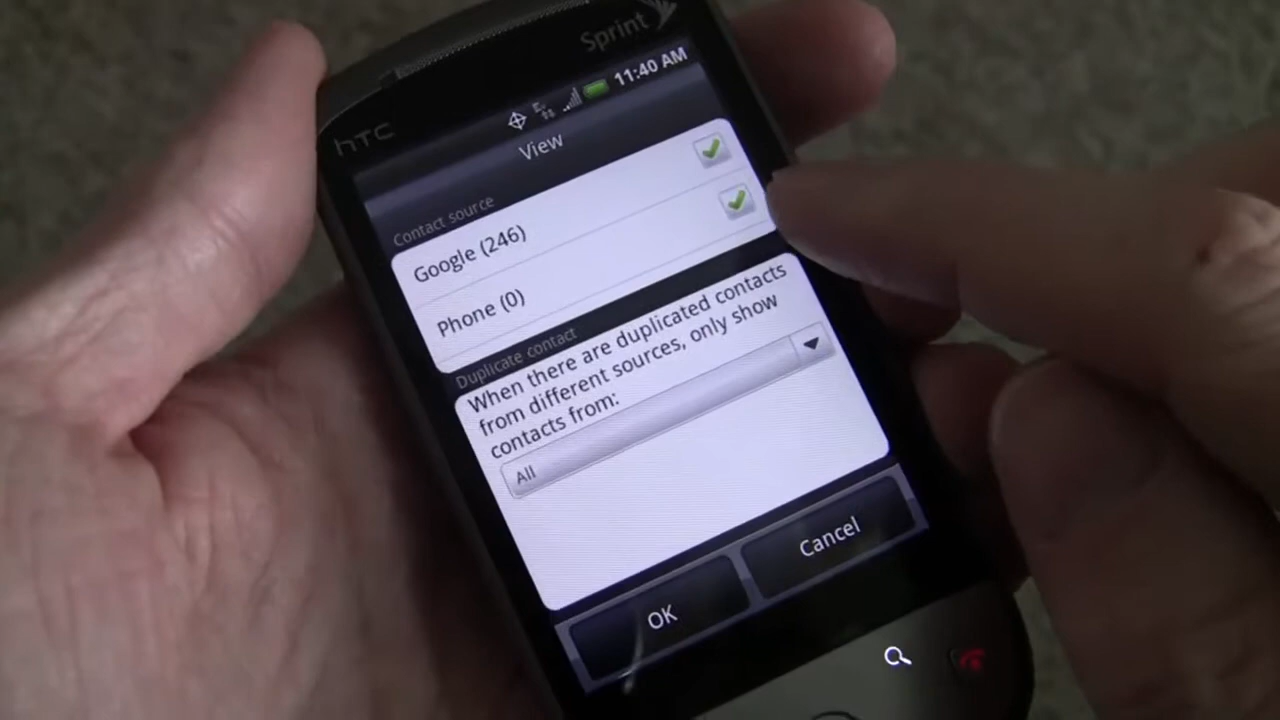 Sprint
hTC
11:40 AM
View
Contact source
Google (246)
Phone (0)
Duplicate contact
When there are duplicated contacts
from different sources, only show
contacts from:
All
OK
Cancel